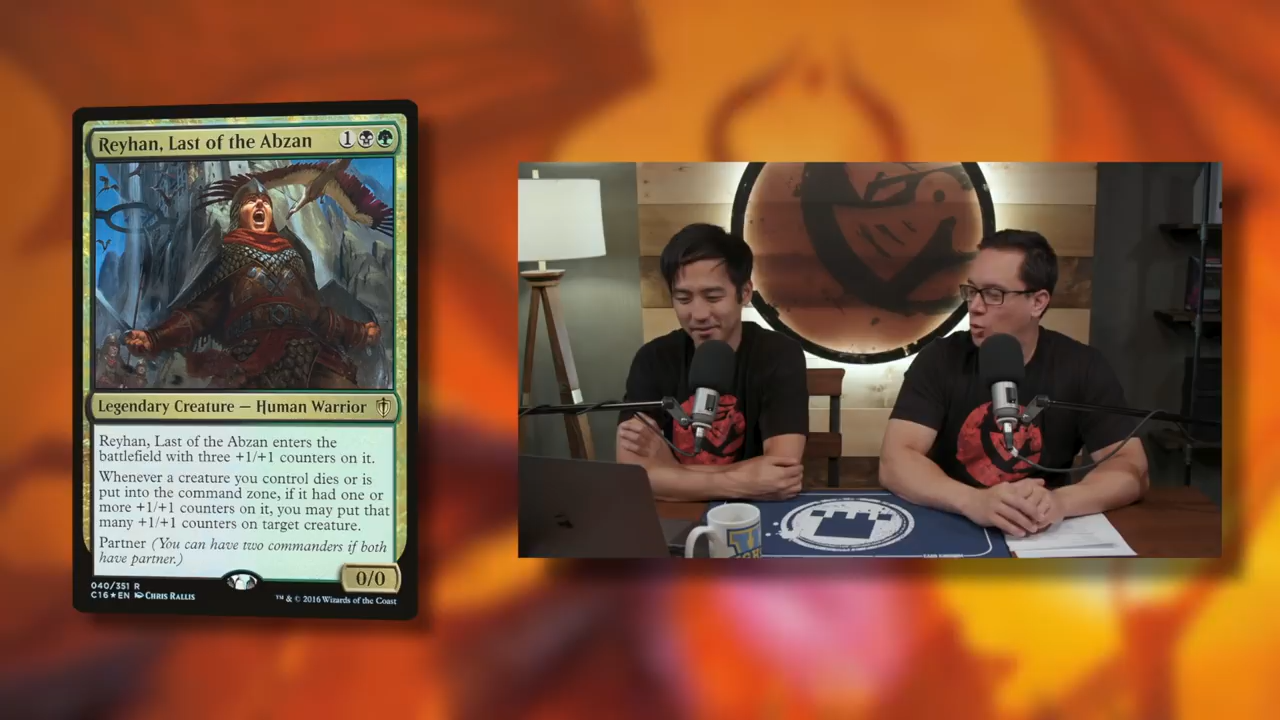 Reyhan, Last of the Abzan 1
Legendary Creature — Human Warrior
Reyhan, Last of the Abzan enters the
battlefield with three +1/+1 counters on it.
Whenever a creature you control dies or is
put into the command zone, if it had one or
more +1/+1 counters on it, you may put that
many +1/+1 counters on target creature.
Partner (You can have two commanders if both
have partner.)
0/0
040/351 R
C16★EN Chris Rallis
™ & © 2016 Wizards of the Coast